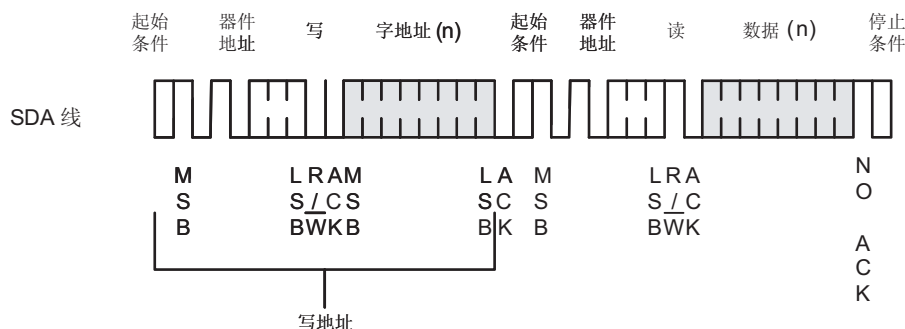 起始 器件 写 字地址(n) 起始 器件 读 数据(n) 停止
条件 地址 条件 地址 条件
SDA 线
M L R A M L A M L R A N
S S / C S S C S S / C O
B B W K B B K B B W K
A
C
K
写地址